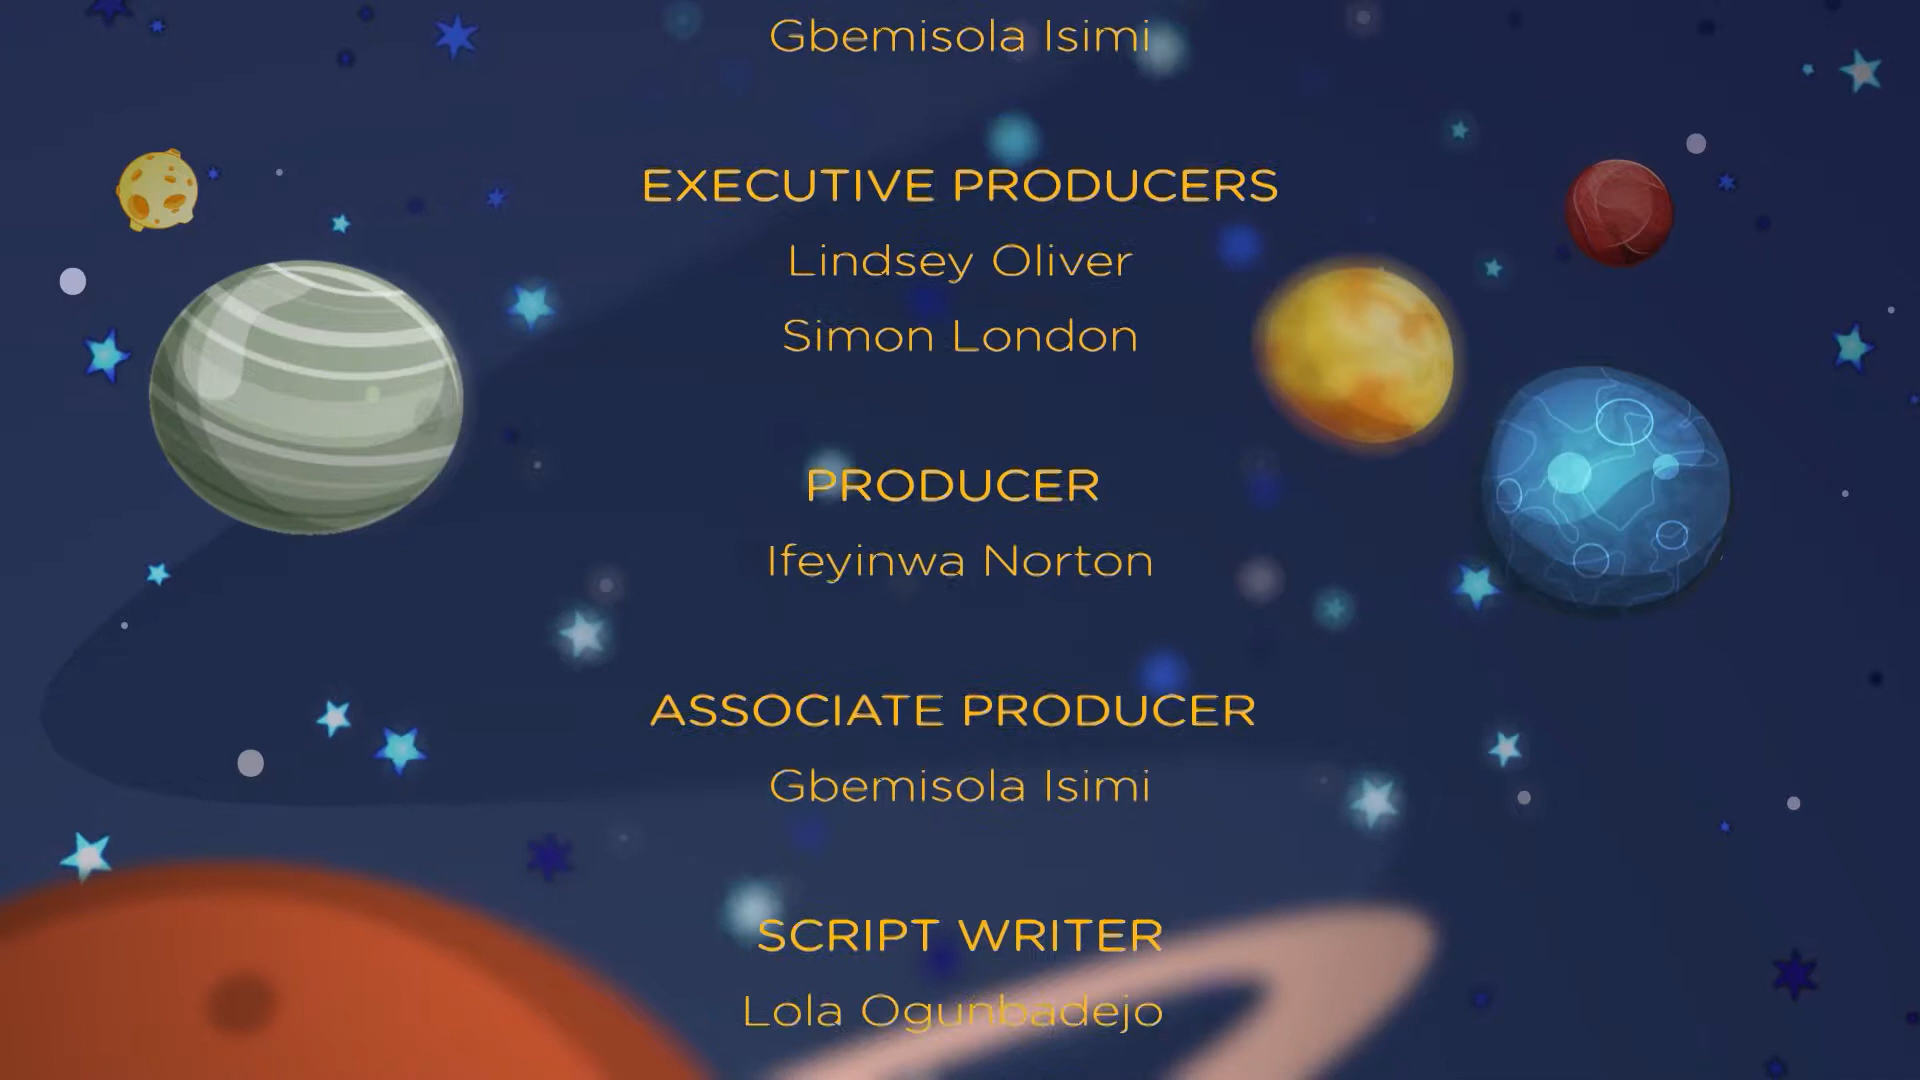 Gbemisola Isimi
EXECUTIVE PRODUCERS
Lindsey Oliver
Simon London
PRODUCER
Ifeyinwa Norton
ASSOCIATE PRODUCER
Gbemisola Isimi
SCRIPT WRITER
Lola Ogunbadejo